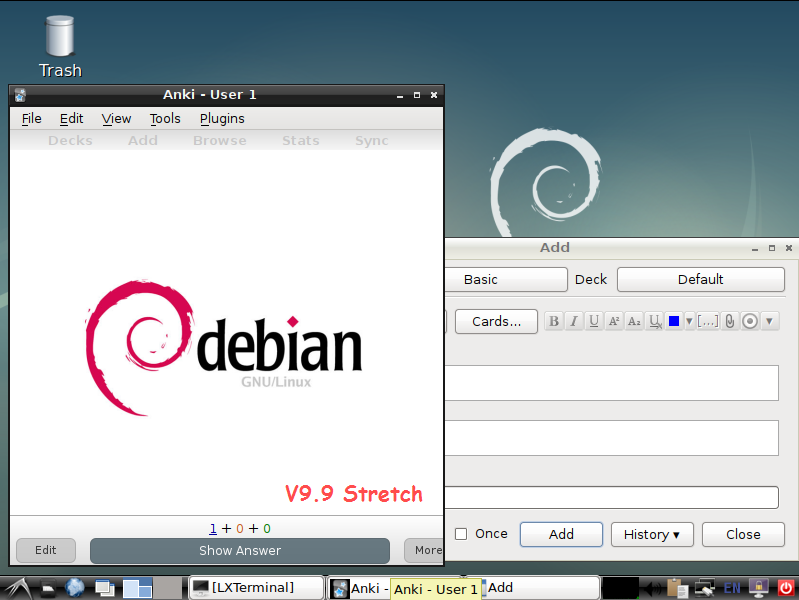 Trash
Anki - User 1
File Edit View Tools Plugins
Decks Add Browse Stats Sync
debian
GNU/Linux
V9.9 Stretch
1 + 0 + 0
Edit Show Answer More
Add
Basic Deck Default
Cards... B I U A² A₂ U [...]
Once Add History ▾ Close
[LXTerminal] Anki - Anki - User 1 Add EN